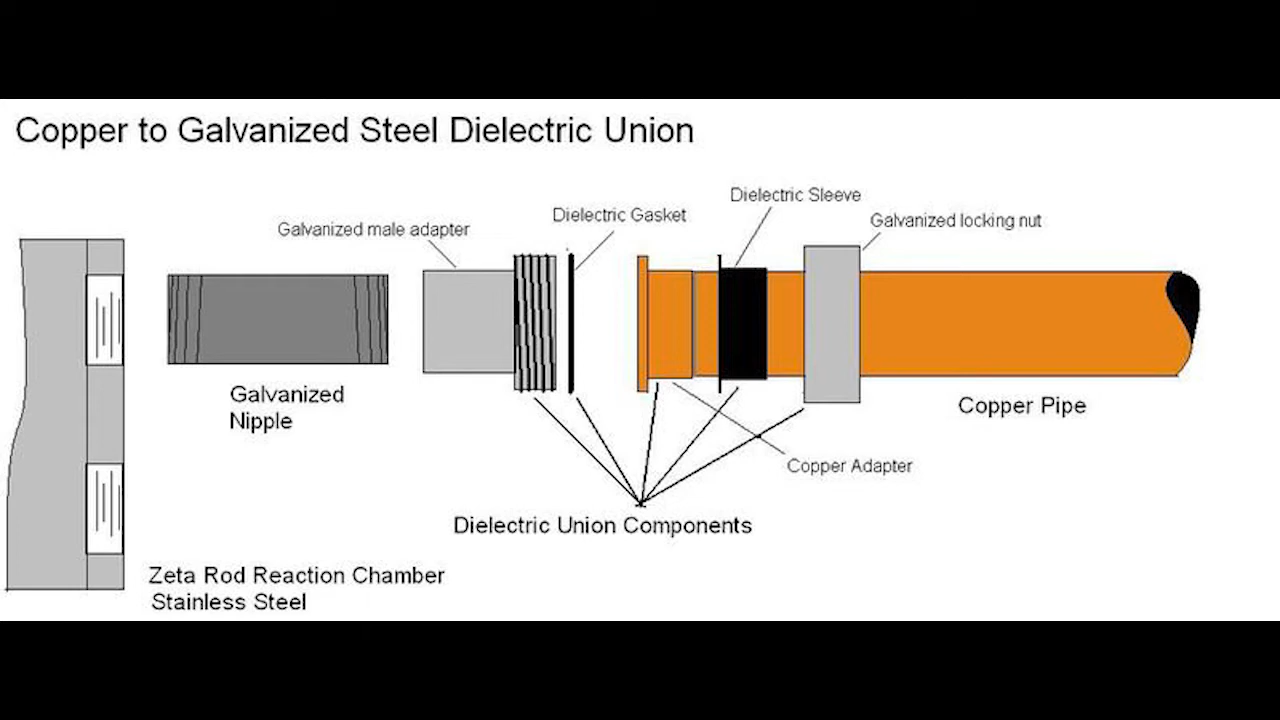 Copper to Galvanized Steel Dielectric Union
Dielectric Sleeve
Dielectric Gasket
Galvanized locking nut
Galvanized male adapter
Galvanized
Nipple
Copper Pipe
Copper Adapter
Dielectric Union Components
Zeta Rod Reaction Chamber
Stainless Steel